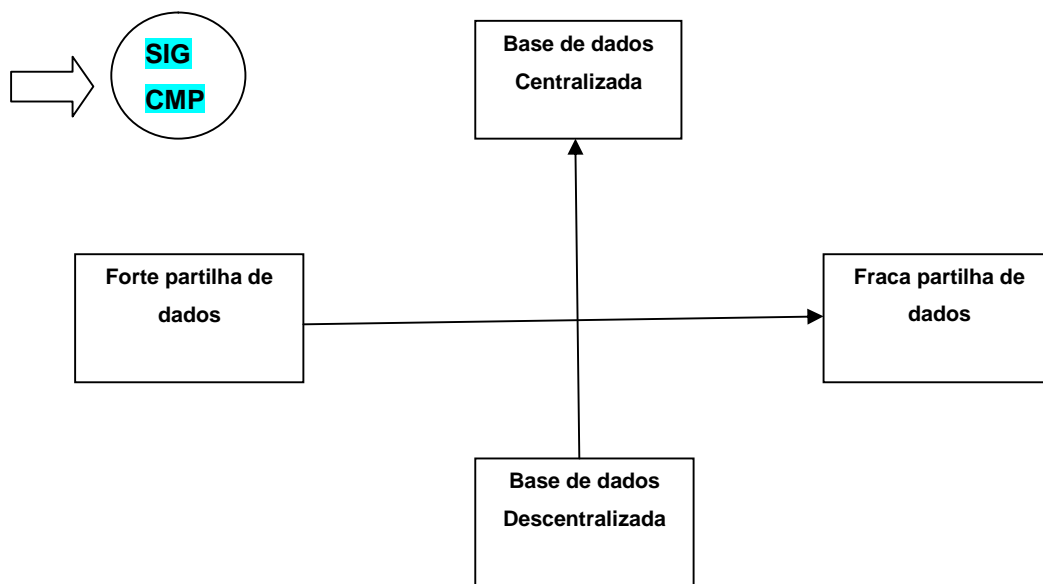 SIG
CMP
Base de dados
Centralizada
Forte partilha de
dados
Fraca partilha de
dados
Base de dados
Descentralizada